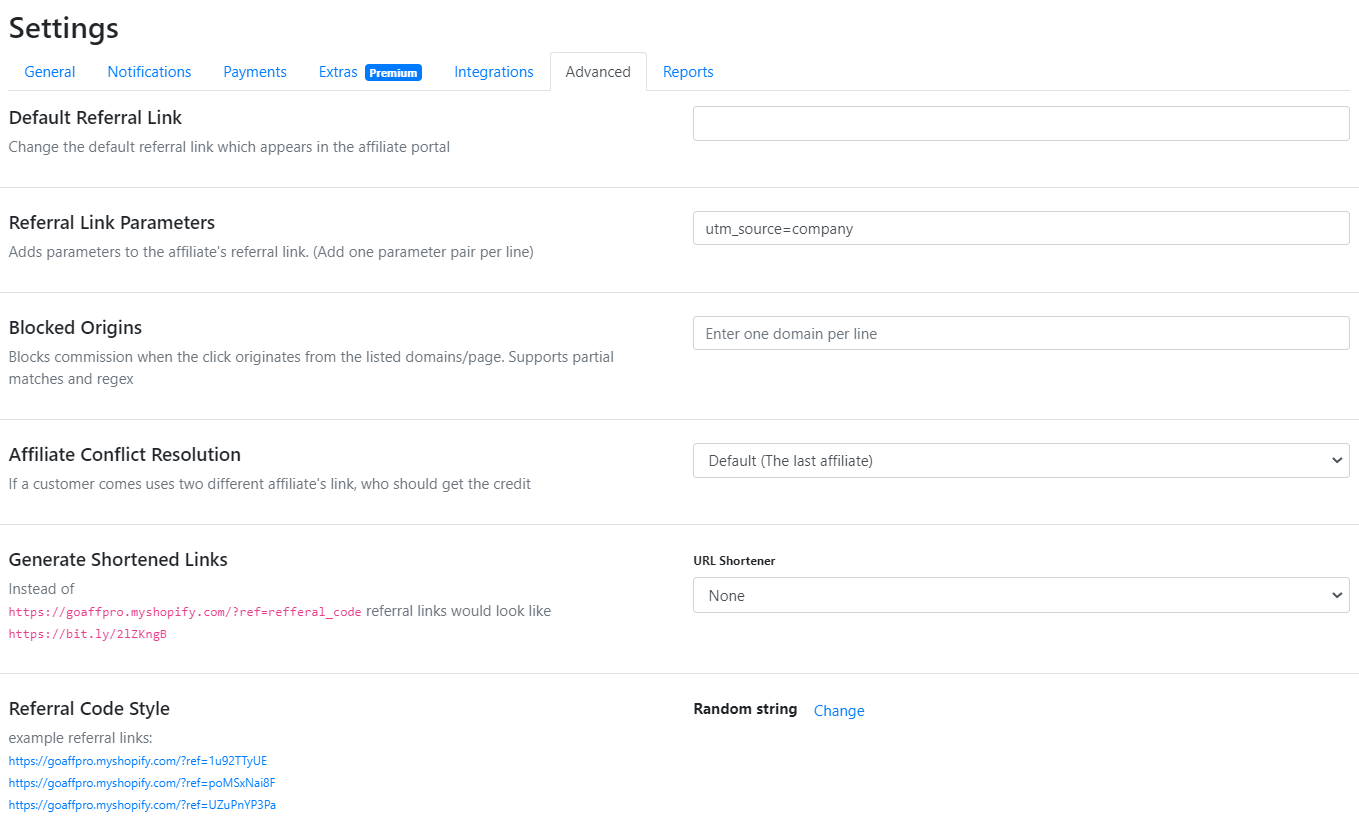 Settings
General Notifications Payments Extras Premium Integrations Advanced Reports
Default Referral Link
Change the default referral link which appears in the affiliate portal
Referral Link Parameters
utm_source=company
Adds parameters to the affiliate's referral link. (Add one parameter pair per line)
Blocked Origins
Enter one domain per line
Blocks commission when the click originates from the listed domains/page. Supports partial
matches and regex
Affiliate Conflict Resolution
Default (The last affiliate)
If a customer comes uses two different affiliate's link, who should get the credit
Generate Shortened Links
URL Shortener
Instead of
None
https://goaffpro.myshopify.com/?ref=refferal_code referral links would look like
https://bit.ly/2lZKngB
Referral Code Style
Random string Change
example referral links:
https://goaffpro.myshopify.com/?ref=1u92TTyUE
https://goaffpro.myshopify.com/?ref=poMSxNai8F
https://goaffpro.myshopify.com/?ref=UZuPnYP3Pa